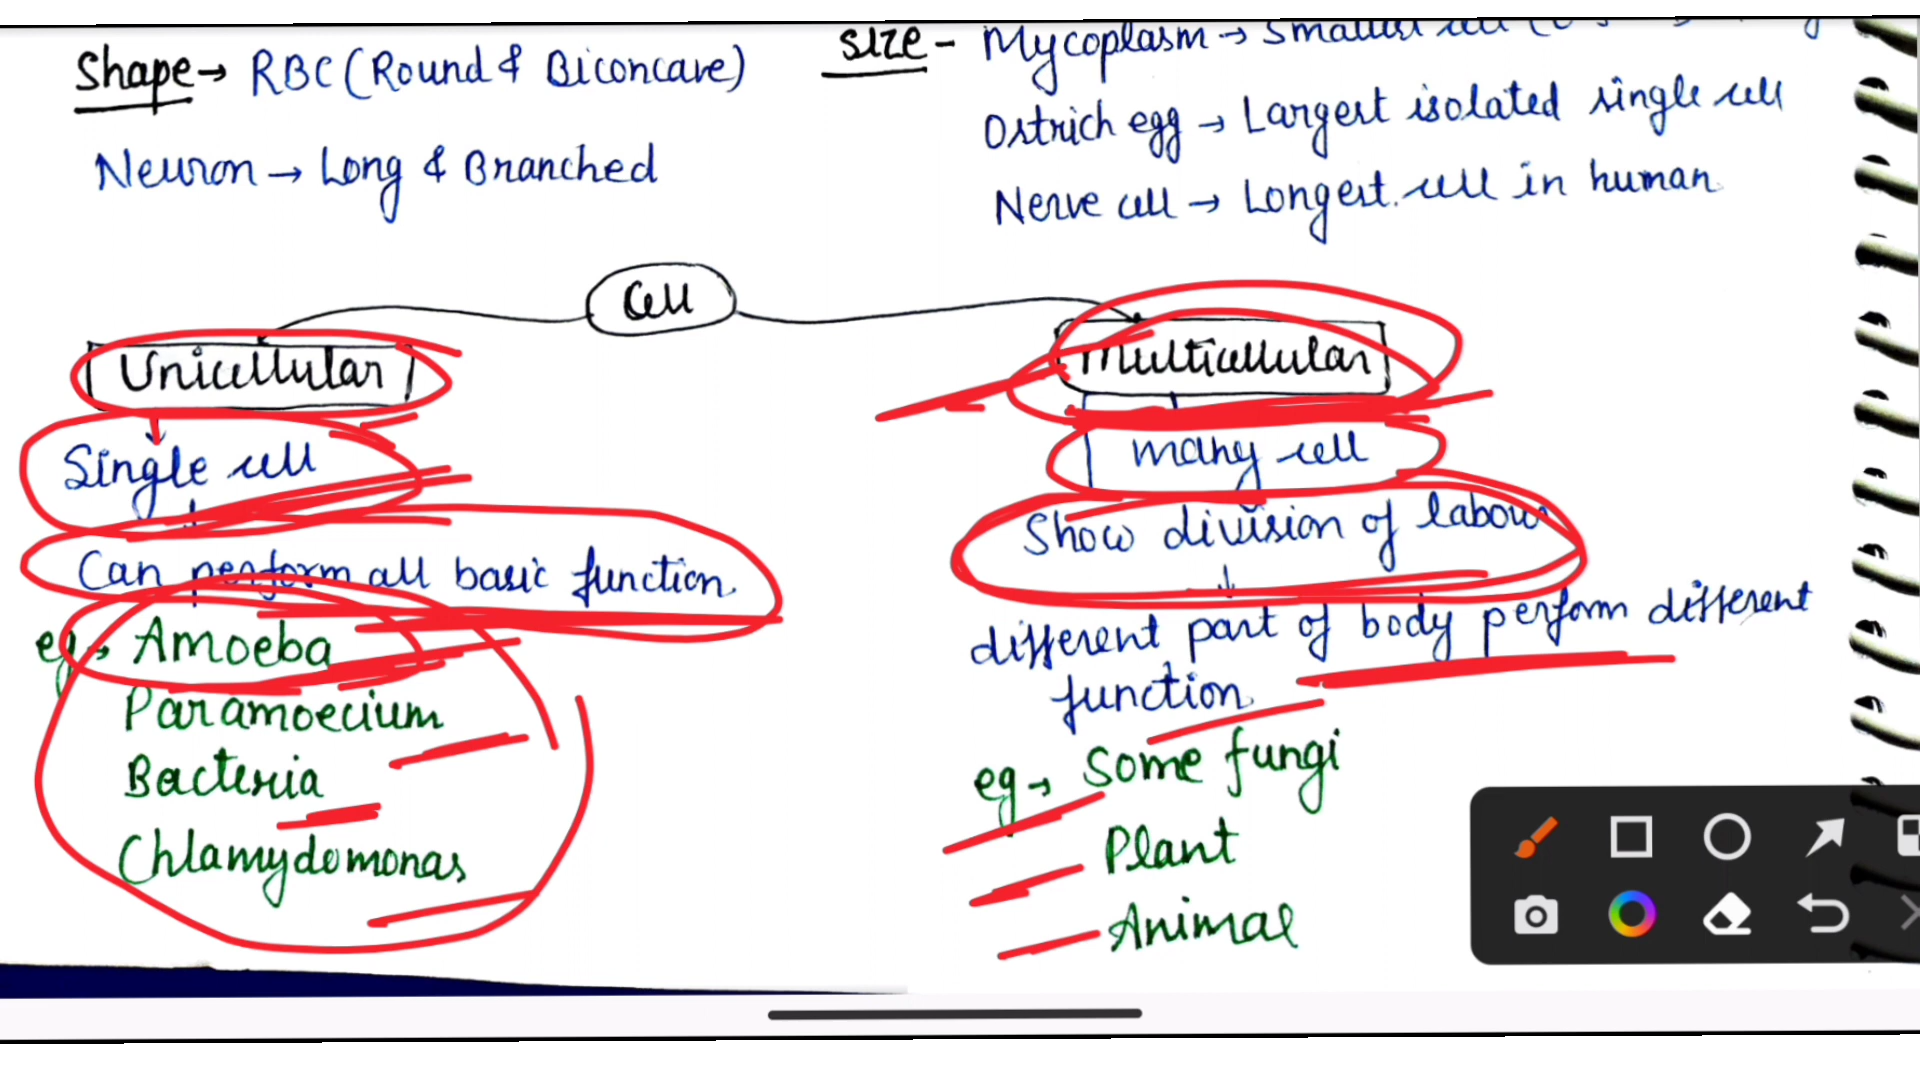 Shape→ RBC (Round & Biconcave)
Neuron → Long & Branched
SIZE - Mycoplasm → Smallest cell
Ostrich egg → Largest isolated single cell
Nerve cell → Longest cell in human
Cell
Unicellular
Single cell
Can perform all basic function.
eg→ Amoeba
Paramoecium
Bacteria
Chlamydomonas
Multicellular
many cell
Show division of labour
different part of body perform different
function.
eg→ Some fungi
Plant
Animal